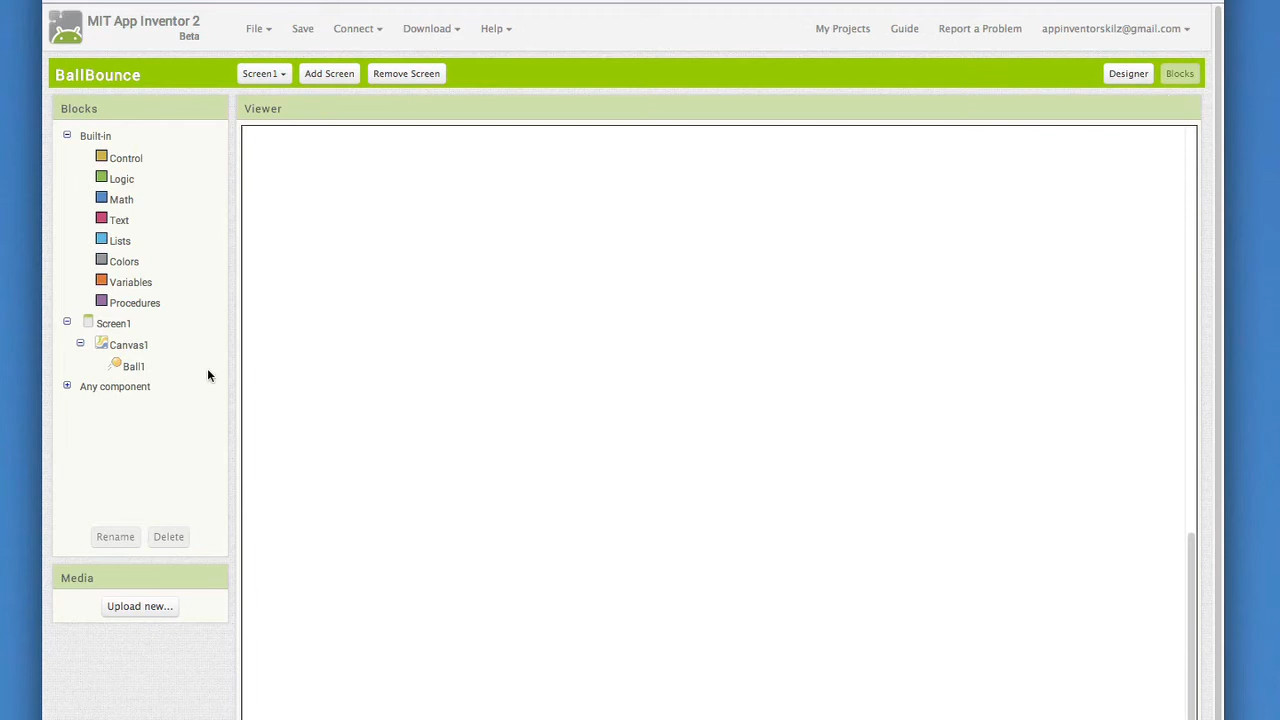 MIT App Inventor 2
Beta
File Save Connect Download Help My Projects Guide Report a Problem appinventorskilz@gmail.com
BallBounce Screen1 Add Screen Remove Screen Designer Blocks
Blocks
Viewer
Built-in
Control
Logic
Math
Text
Lists
Colors
Variables
Procedures
Screen1
Canvas1
Ball1
Any component
Rename Delete
Media
Upload new...